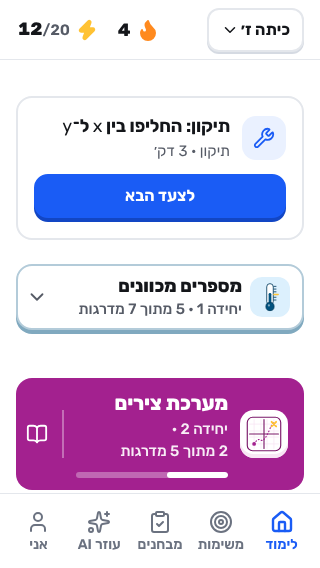 כיתה ז׳
4
12/20
תיקון: החליפו בין x ל־y
תיקון • 3 דק׳
לצעד הבא
מספרים מכוונים
יחידה 1 • 5 מתוך 7 מדרגות
מערכת צירים
יחידה 2 •
2 מתוך 5 מדרגות
לימוד
משימות
מבחנים
עוזר AI
אני